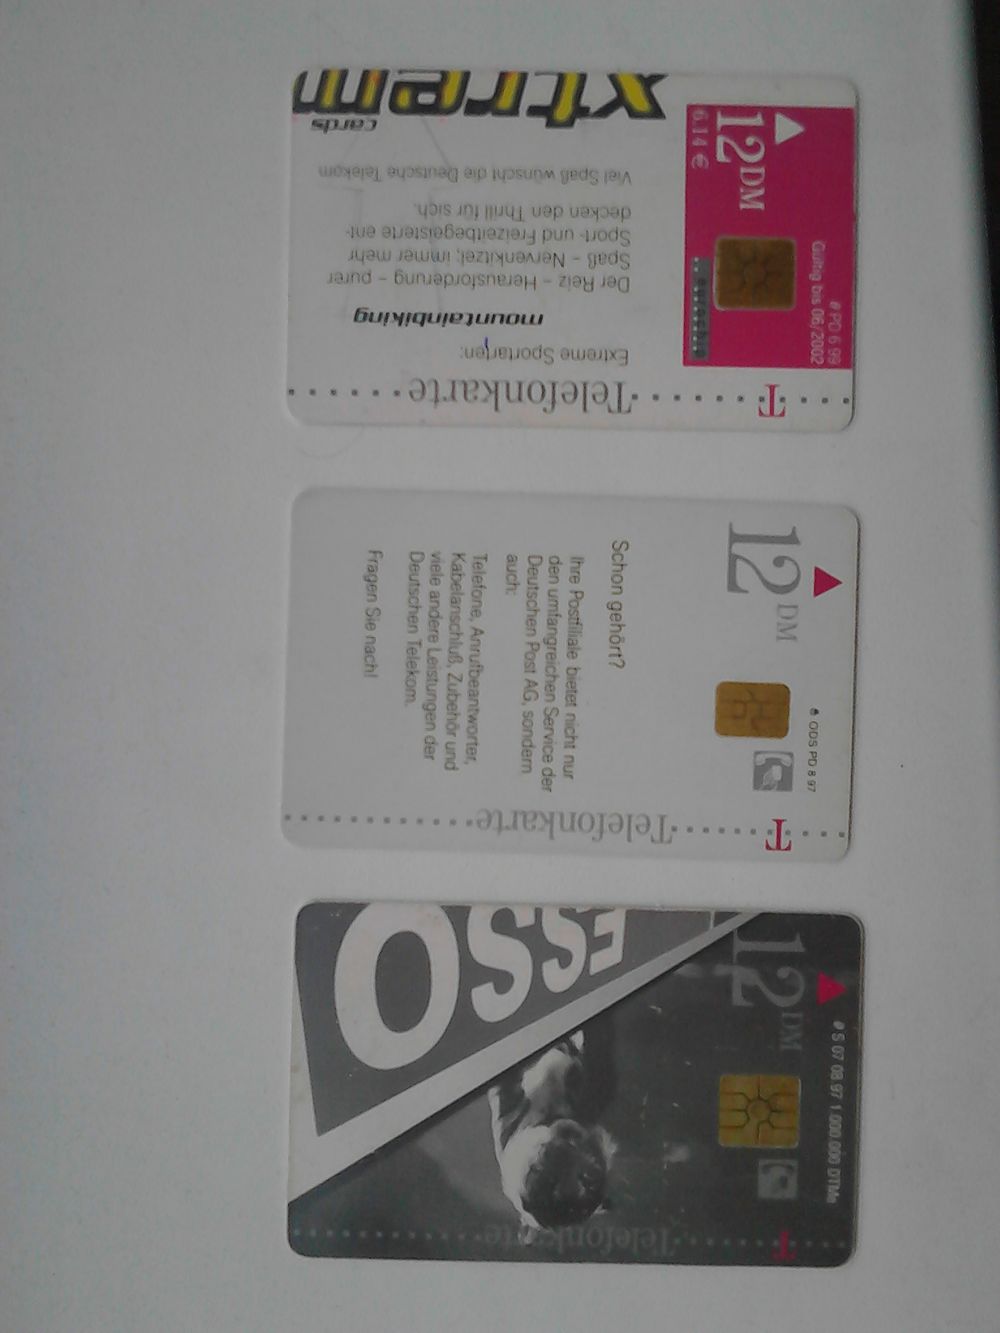 xtrem
cards
12 DM
6.14 €
Viel Spaß wünscht die Deutsche Telekom
Extreme Sportarten:
mountainbiking
Der Reiz – Herausforderung – purer
Spaß – Nervenkitzel; immer mehr
Sport- und Freizeitbegeisterte ent-
decken den Thrill für sich.
eurochip
Gültig bis 06/2002
PD 6 99
Telefonkarte
T
12 DM
Schon gehört?
Ihre Postfiliale bietet nicht nur
den umfangreichen Service der
Deutschen Post AG, sondern
auch:
Telefone, Anrufbeantworter,
Kabelanschluß, Zubehör und
viele andere Leistungen der
Deutschen Telekom.
Fragen Sie nach!
ODS PD 8 97
Telefonkarte
T
ESSO
12 DM
S 07 08 97 1.000.000 DTMe
Telefonkarte
T